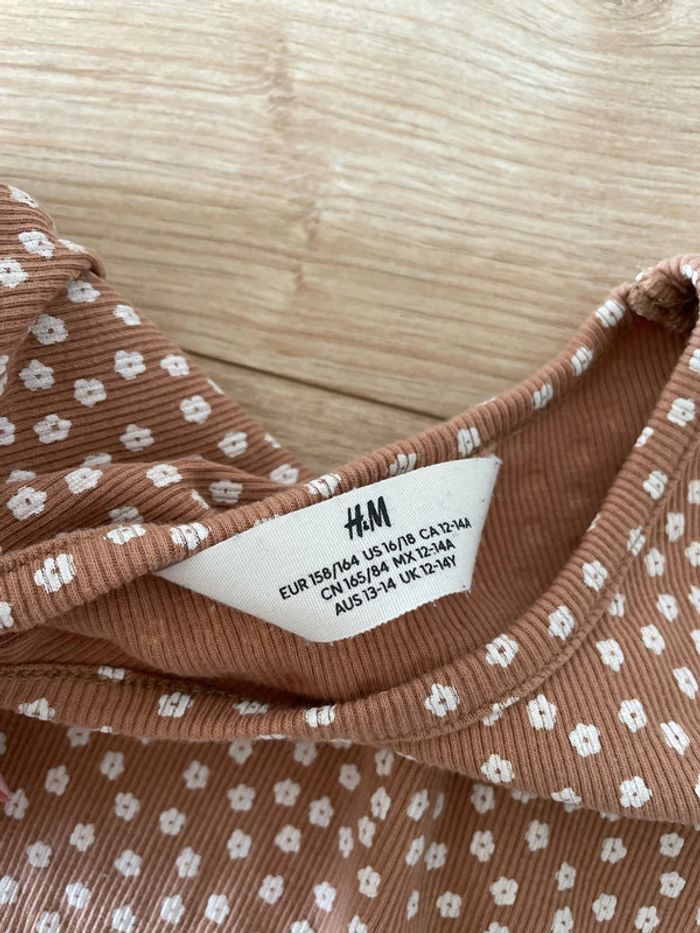 H&M
EUR 158/164 US 16/18 CA 12-14A
CN 165/84 MX 12-14A
AUS 13-14 UK 12-14Y